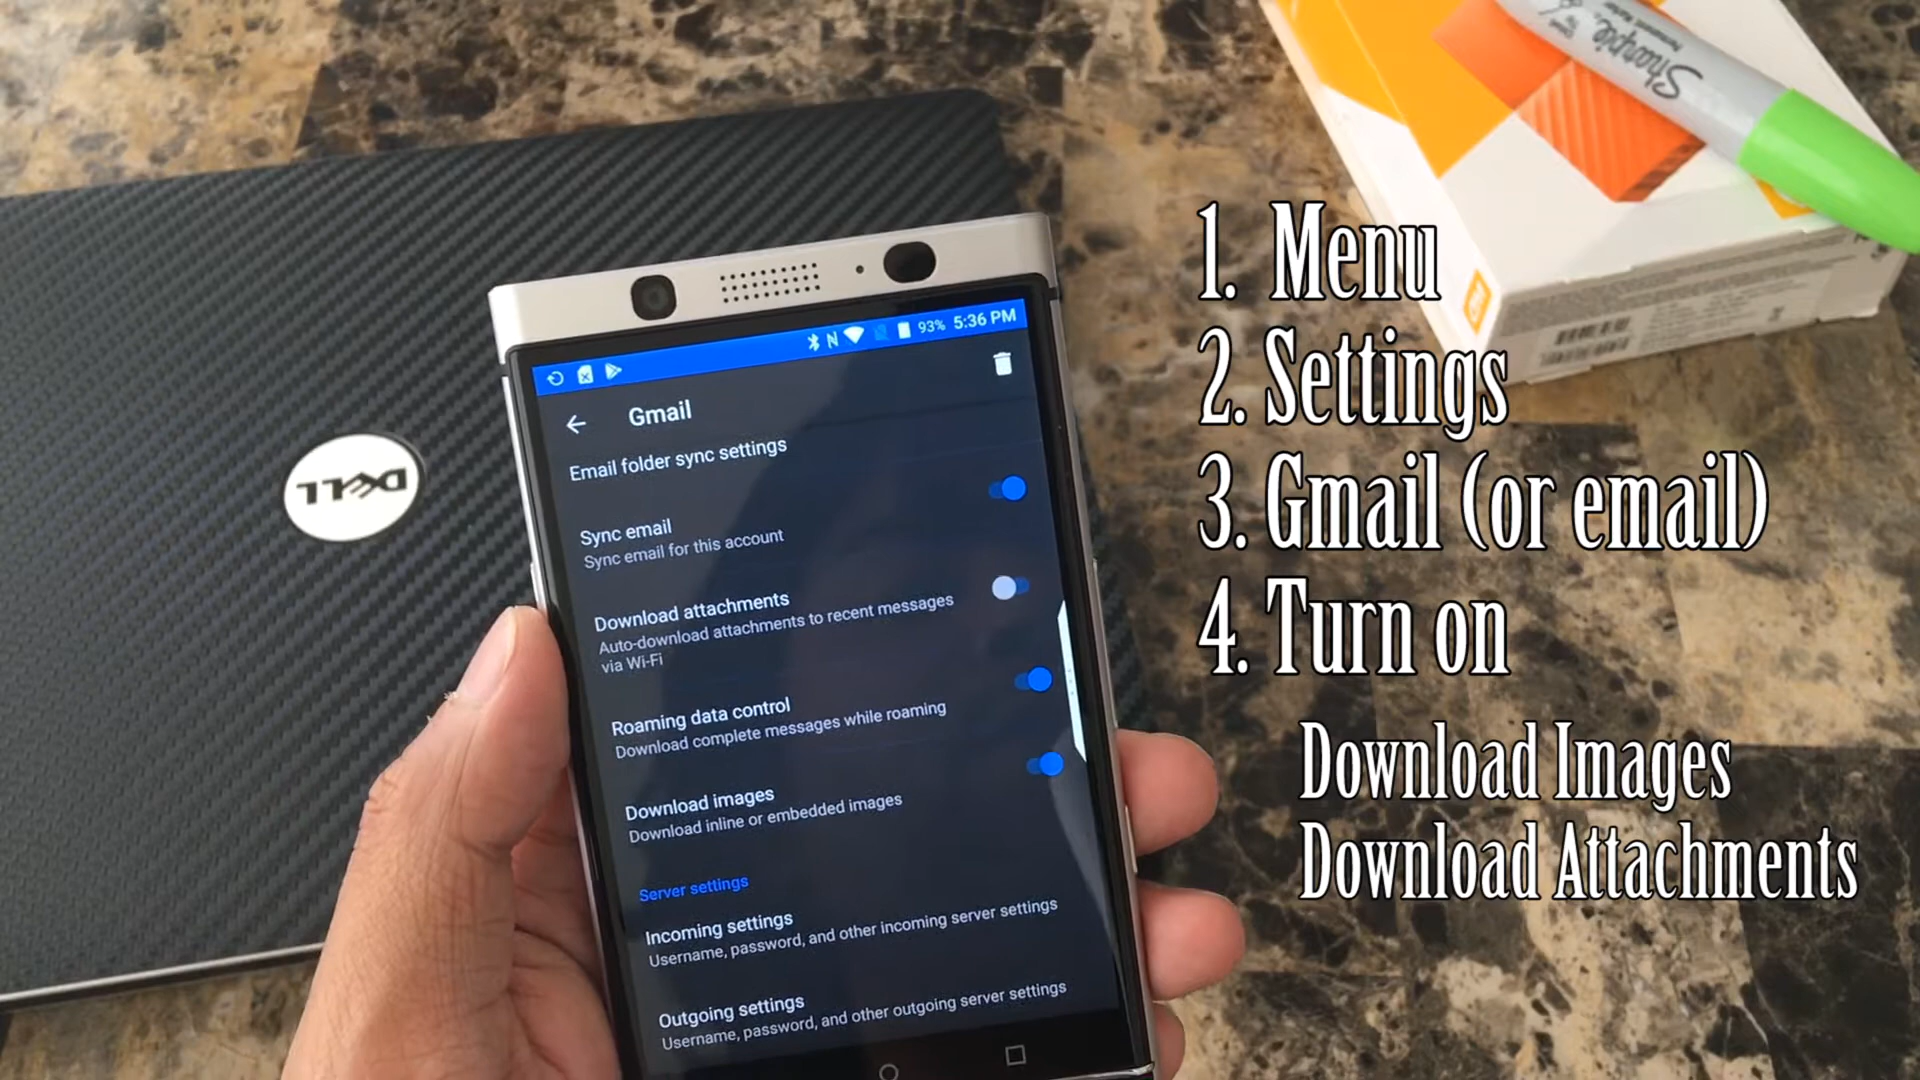 Sharpie
DELL
93% 5:36 PM
Gmail
Email folder sync settings
Sync email
Sync email for this account
Download attachments
Auto-download attachments to recent messages
via Wi-Fi
Roaming data control
Download complete messages while roaming
Download images
Download inline or embedded images
Server settings
Incoming settings
Username, password, and other incoming server settings
Outgoing settings
Username, password, and other outgoing server settings
1. Menu
2. Settings
3. Gmail (or email)
4. Turn on
Download Images
Download Attachments